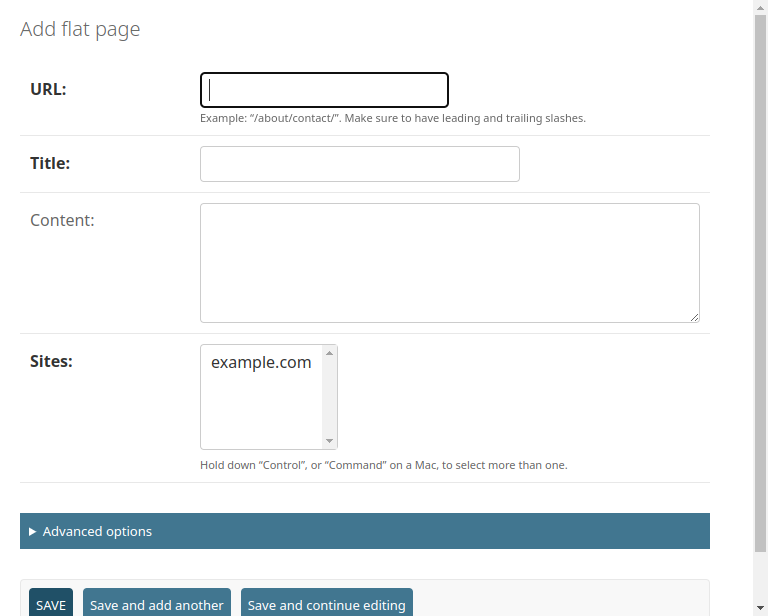 Add flat page
URL:
Example: “/about/contact/”. Make sure to have leading and trailing slashes.
Title:
Content:
Sites:
example.com
Hold down “Control”, or “Command” on a Mac, to select more than one.
Advanced options
SAVE
Save and add another
Save and continue editing